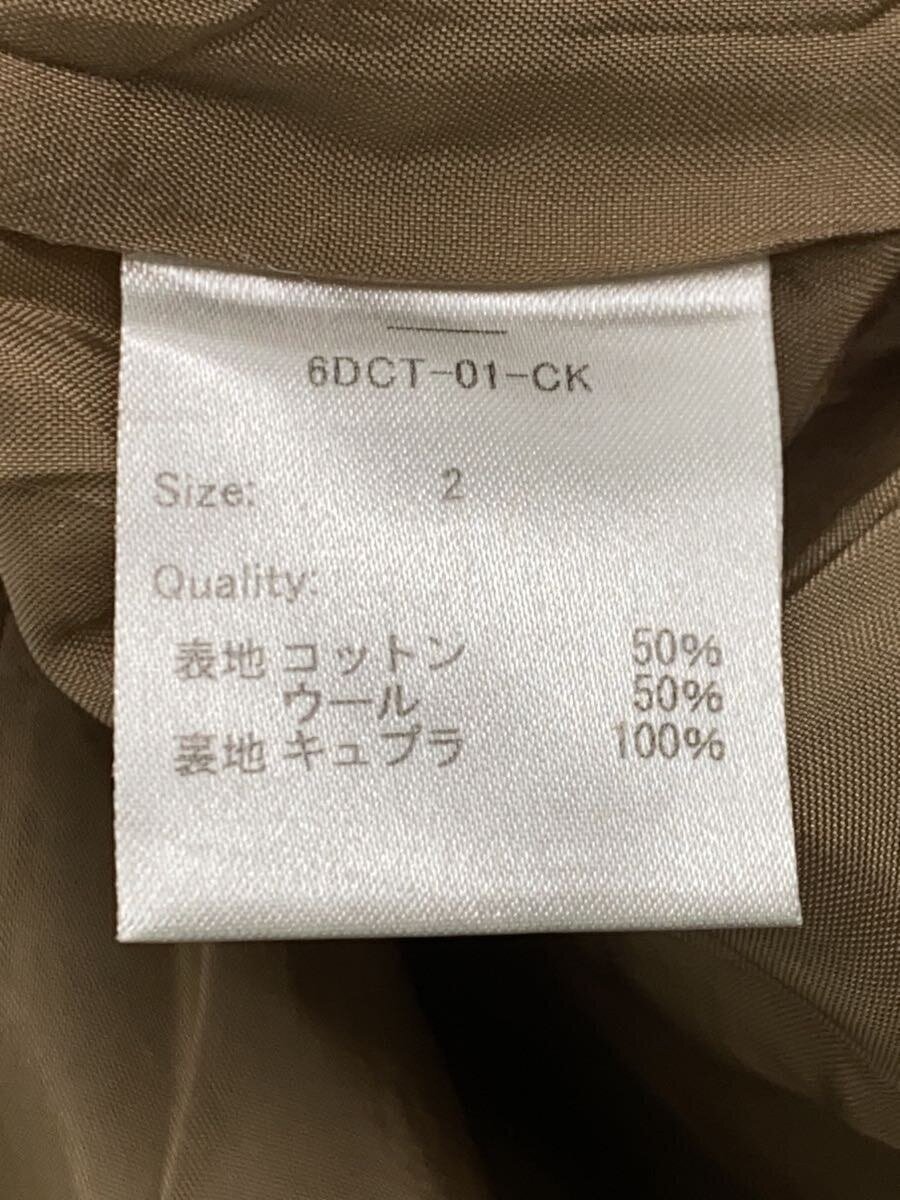 6DCT-01-CK
Size: 2
Quality:
表地 コットン 50%
ウール 50%
裏地 キュプラ 100%